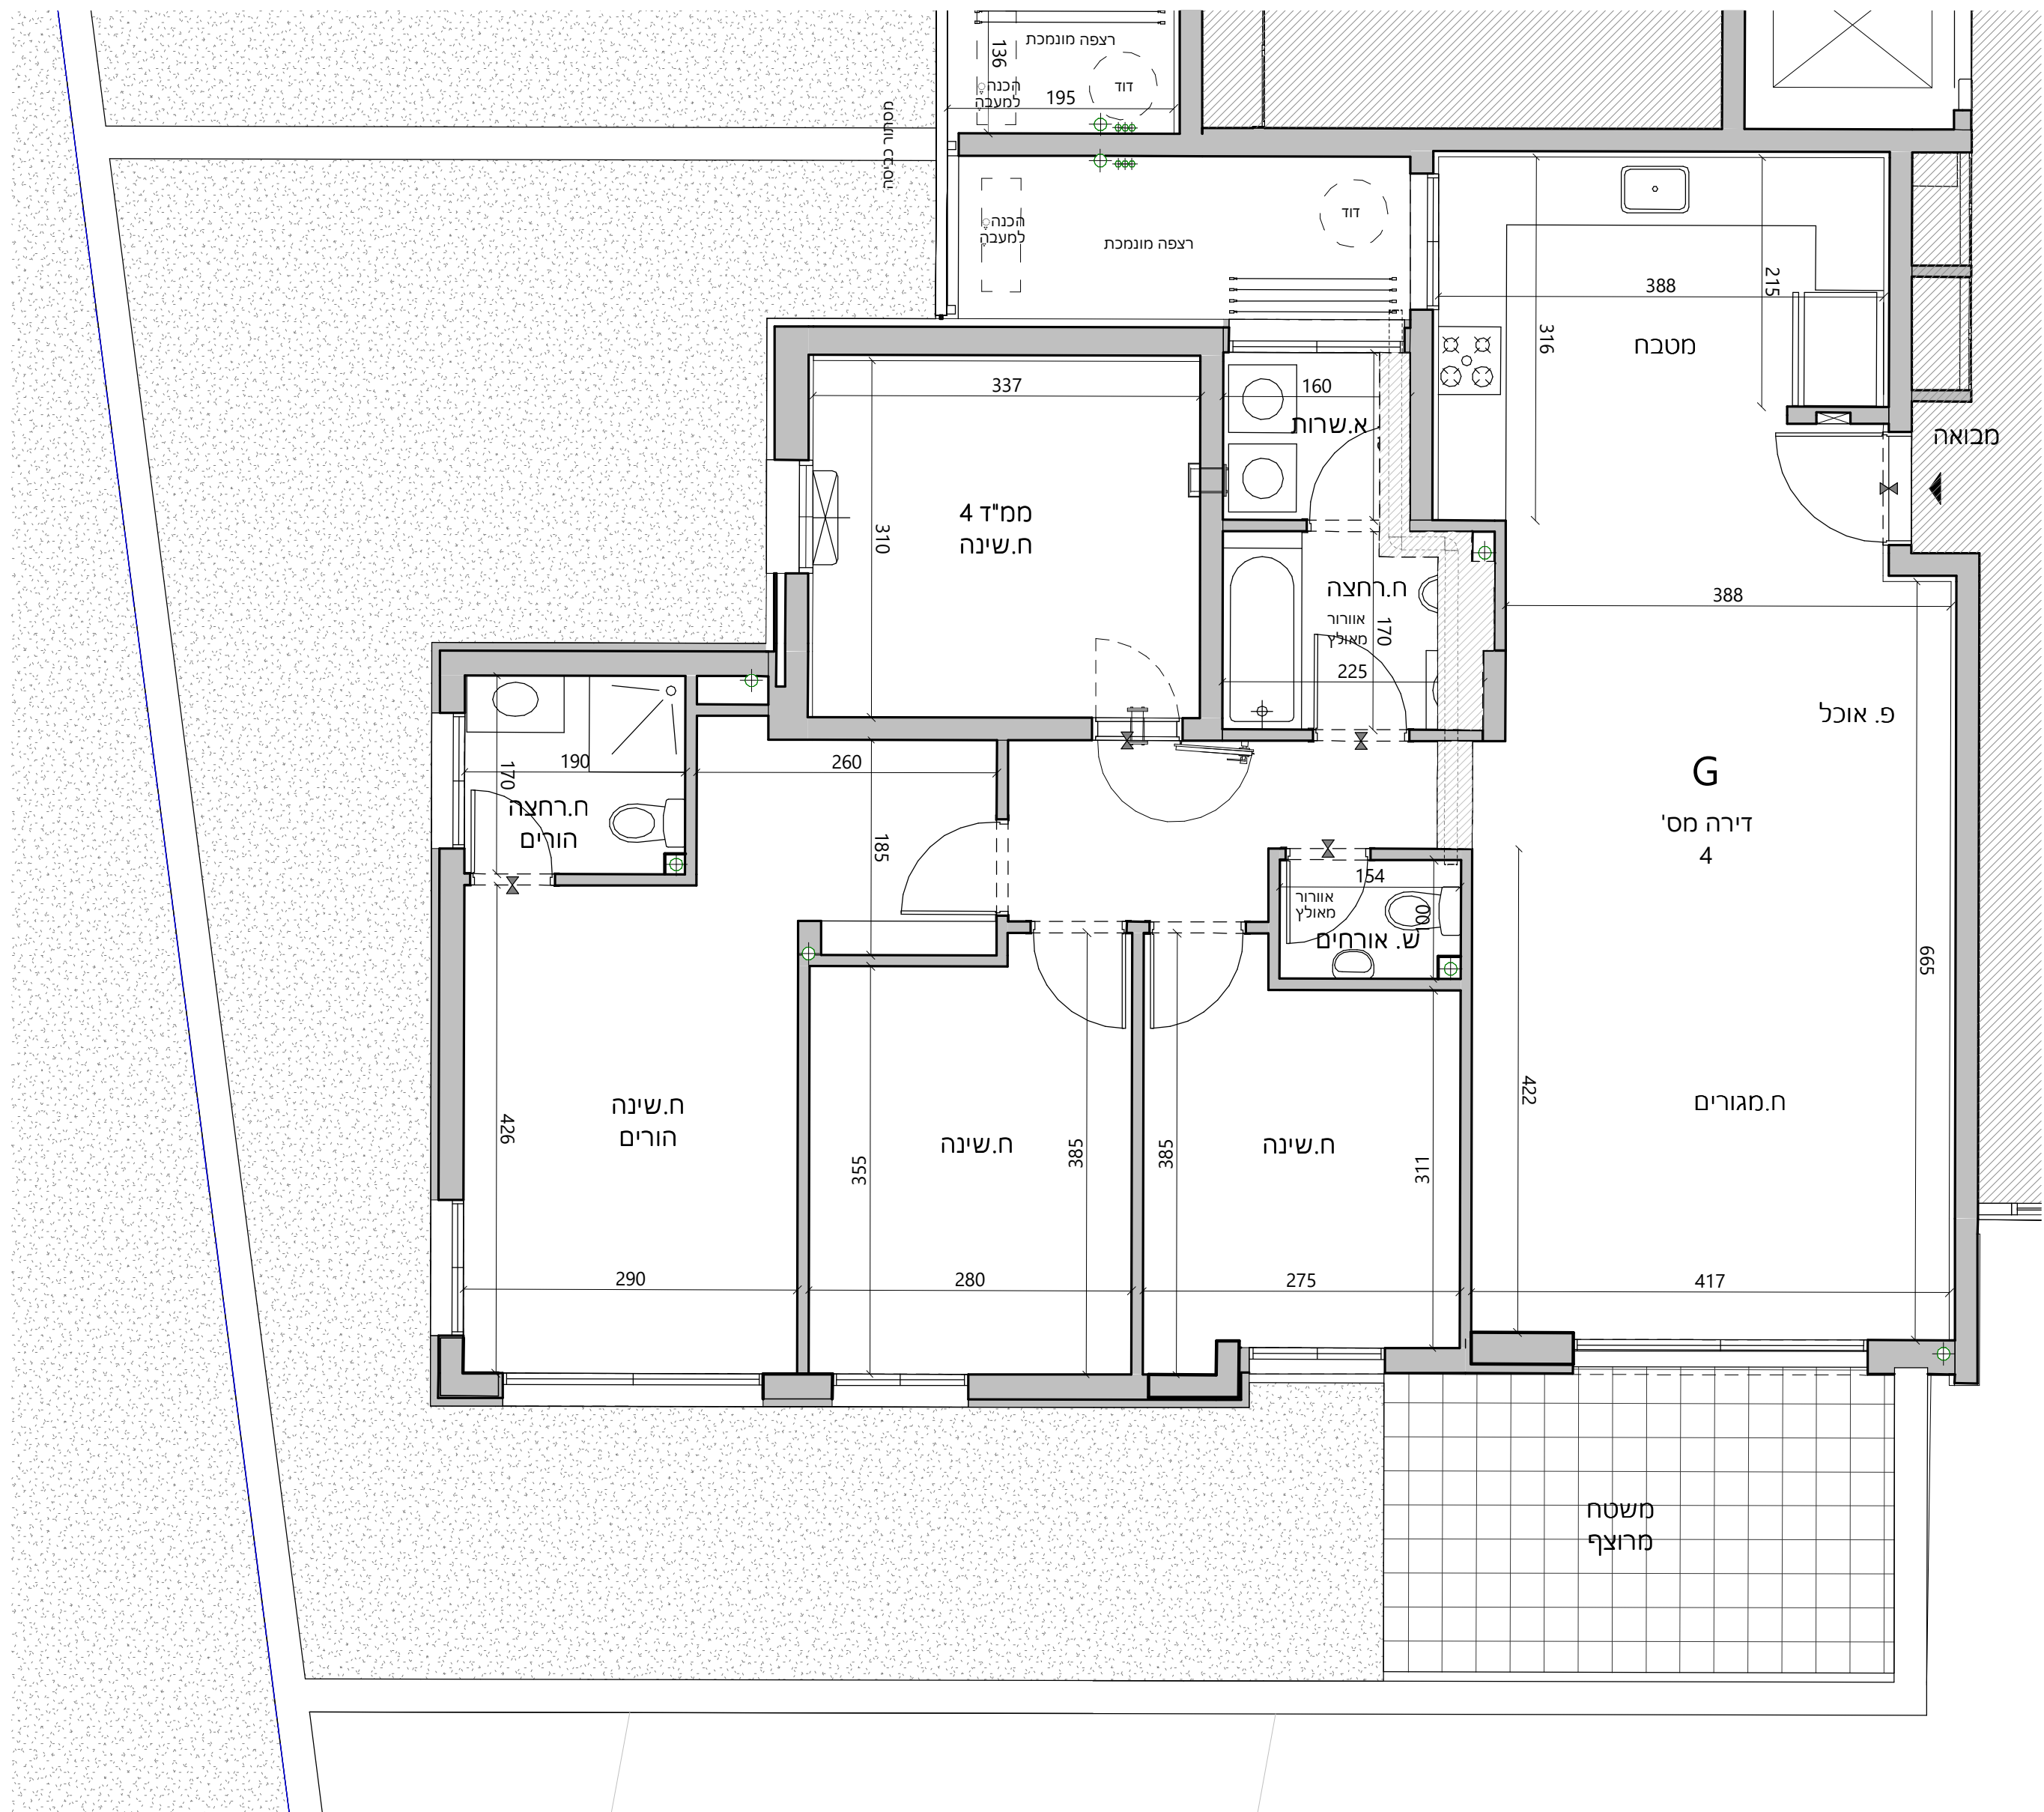 136
רצפה מונמכת
דוד
הכנה
למעבה
195
מסתור כביסה
הכנה
למעבה
רצפה מונמכת
דוד
388
215
316
מטבח
מבואה
337
160
א.שרות
310
ממ"ד 4
ח.שינה
ח.רחצה
אוורור
מאולץ
170
225
388
פ. אוכל
G
דירה מס'
4
190
170
ח.רחצה
הורים
260
185
154
אוורור
מאולץ
100
ש. אורחים
665
422
426
ח.שינה
הורים
355
ח.שינה
385
385
ח.שינה
311
ח.מגורים
290
280
275
417
משטח
מרוצף